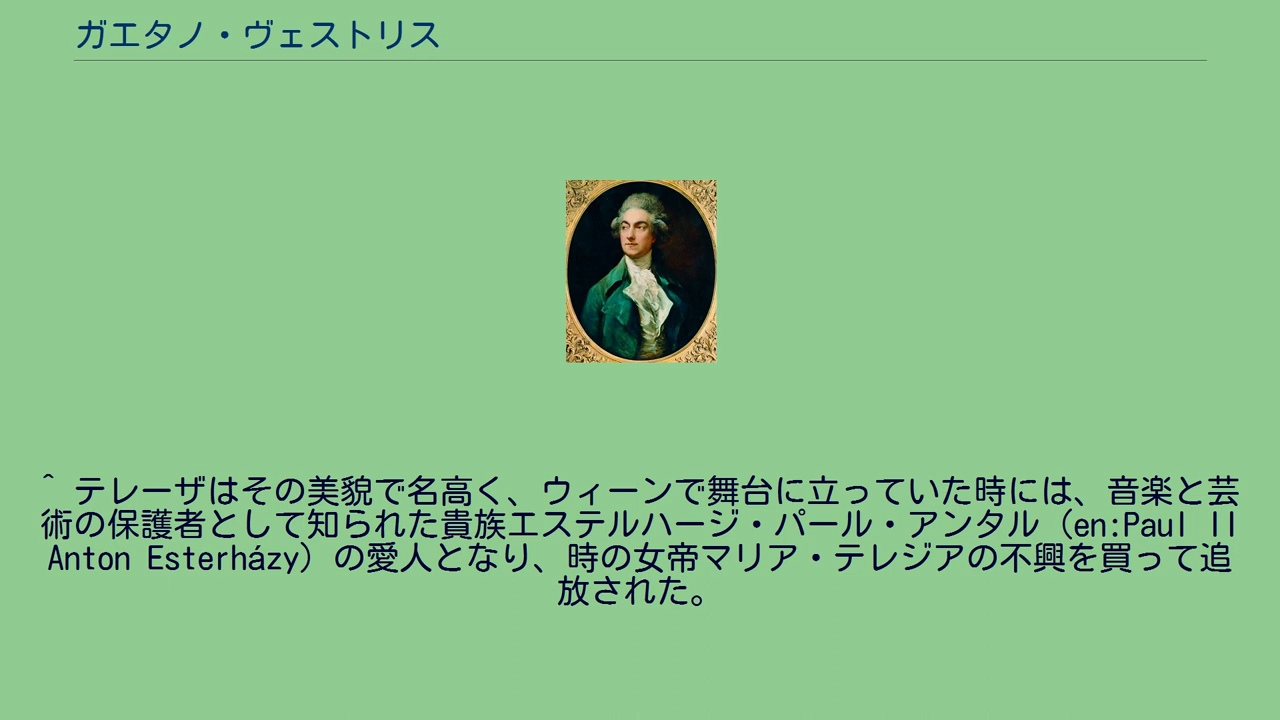 ガエタノ・ヴェストリス
^ テレーザはその美貌で名高く、ウィーンで舞台に立っていた時には、音楽と芸
術の保護者として知られた貴族エステルハージ・パール・アンタル（en:Paul II
Anton Esterházy）の愛人となり、時の女帝マリア・テレジアの不興を買って追
放された。